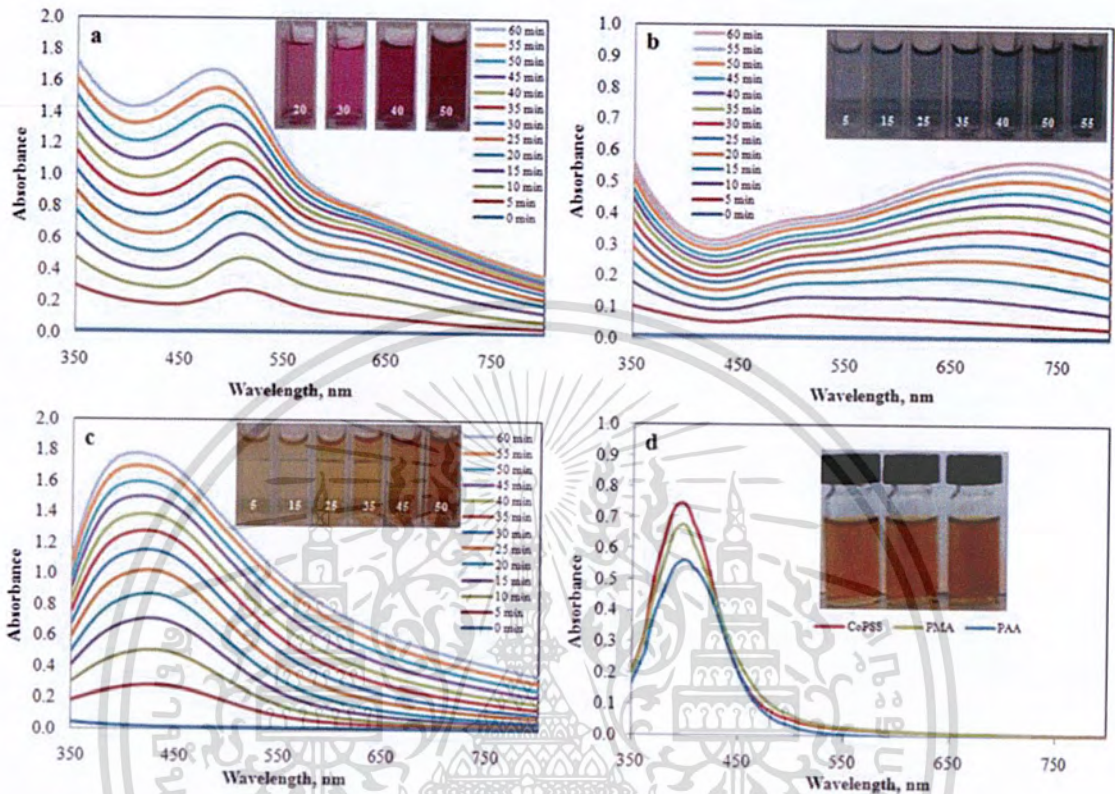 a
2.0
1.8
1.6
1.4
1.2
1.0
0.8
0.6
0.4
0.2
0.0
Absorbance
350 450 550 650 750
Wavelength, nm
20 30 40 50
60 min
55 min
50 min
45 min
40 min
35 min
30 min
25 min
20 min
15 min
10 min
5 min
0 min
b
1.0
0.9
0.8
0.7
0.6
0.5
0.4
0.3
0.2
0.1
0.0
Absorbance
350 450 550 650 750
Wavelength, nm
60 min
55 min
50 min
45 min
40 min
35 min
30 min
25 min
20 min
15 min
10 min
5 min
0 min
5 15 25 35 40 50 55
c
2.0
1.8
1.6
1.4
1.2
1.0
0.8
0.6
0.4
0.2
0.0
Absorbance
350 450 550 650 750
Wavelength, nm
5 15 25 35 45 50
60 min
55 min
50 min
45 min
40 min
35 min
30 min
25 min
20 min
15 min
10 min
5 min
0 min
d
1.0
0.9
0.8
0.7
0.6
0.5
0.4
0.3
0.2
0.1
0.0
Absorbance
350 450 550 650 750
Wavelength, nm
CoPSS PMA PAA